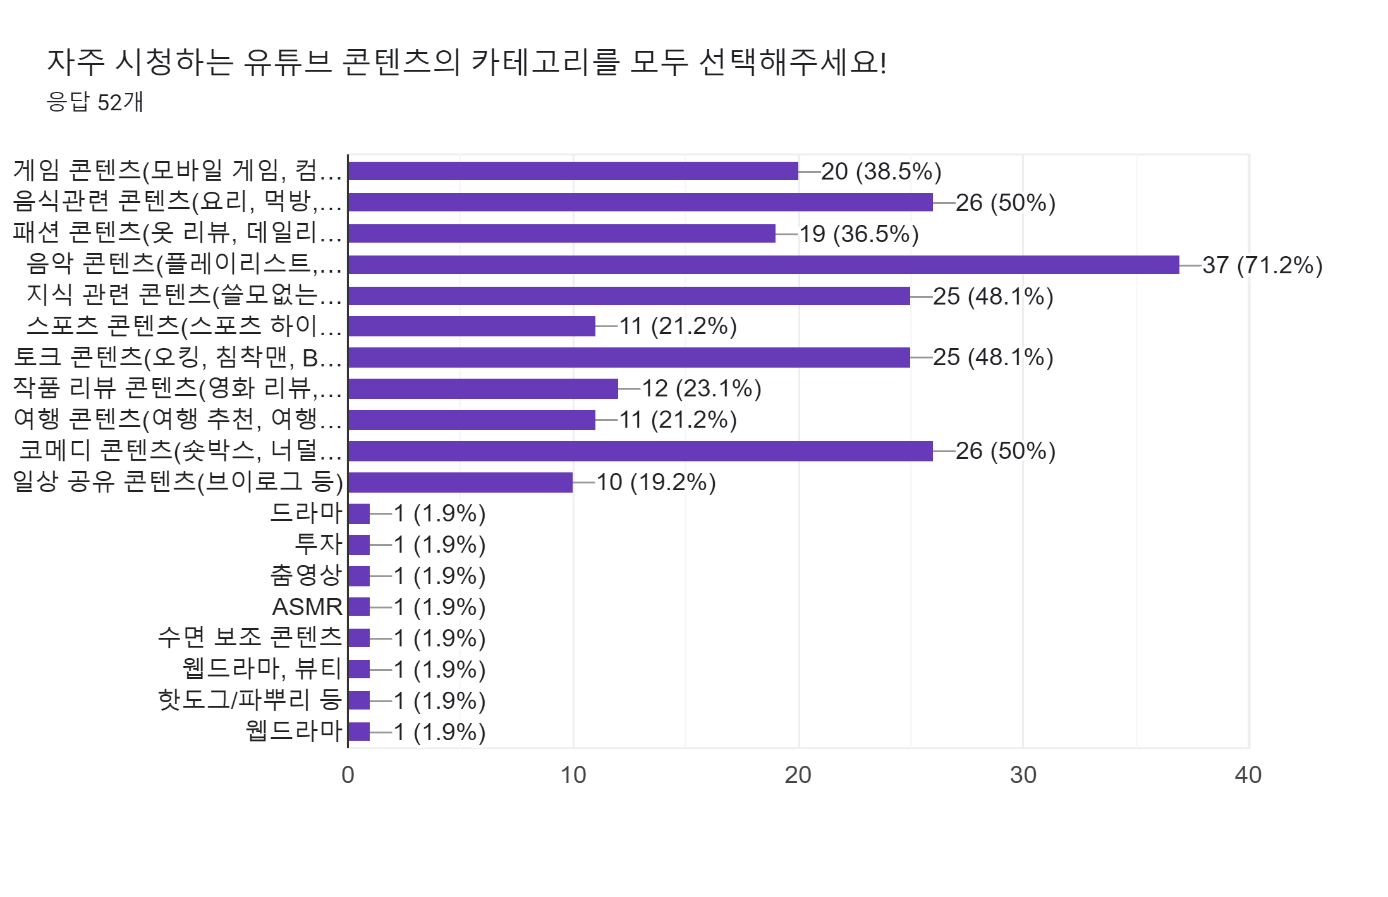 자주 시청하는 유튜브 콘텐츠의 카테고리를 모두 선택해주세요!
응답 52개
게임 콘텐츠(모바일 게임, 컴… 20 (38.5%)
음식관련 콘텐츠(요리, 먹방,… 26 (50%)
패션 콘텐츠(옷 리뷰, 데일리… 19 (36.5%)
음악 콘텐츠(플레이리스트,… 37 (71.2%)
지식 관련 콘텐츠(쓸모없는… 25 (48.1%)
스포츠 콘텐츠(스포츠 하이… 11 (21.2%)
토크 콘텐츠(오킹, 침착맨, B… 25 (48.1%)
작품 리뷰 콘텐츠(영화 리뷰,… 12 (23.1%)
여행 콘텐츠(여행 추천, 여행… 11 (21.2%)
코메디 콘텐츠(숏박스, 너덜… 26 (50%)
일상 공유 콘텐츠(브이로그 등) 10 (19.2%)
드라마 1 (1.9%)
투자 1 (1.9%)
춤영상 1 (1.9%)
ASMR 1 (1.9%)
수면 보조 콘텐츠 1 (1.9%)
웹드라마, 뷰티 1 (1.9%)
핫도그/파뿌리 등 1 (1.9%)
웹드라마 1 (1.9%)
0 10 20 30 40